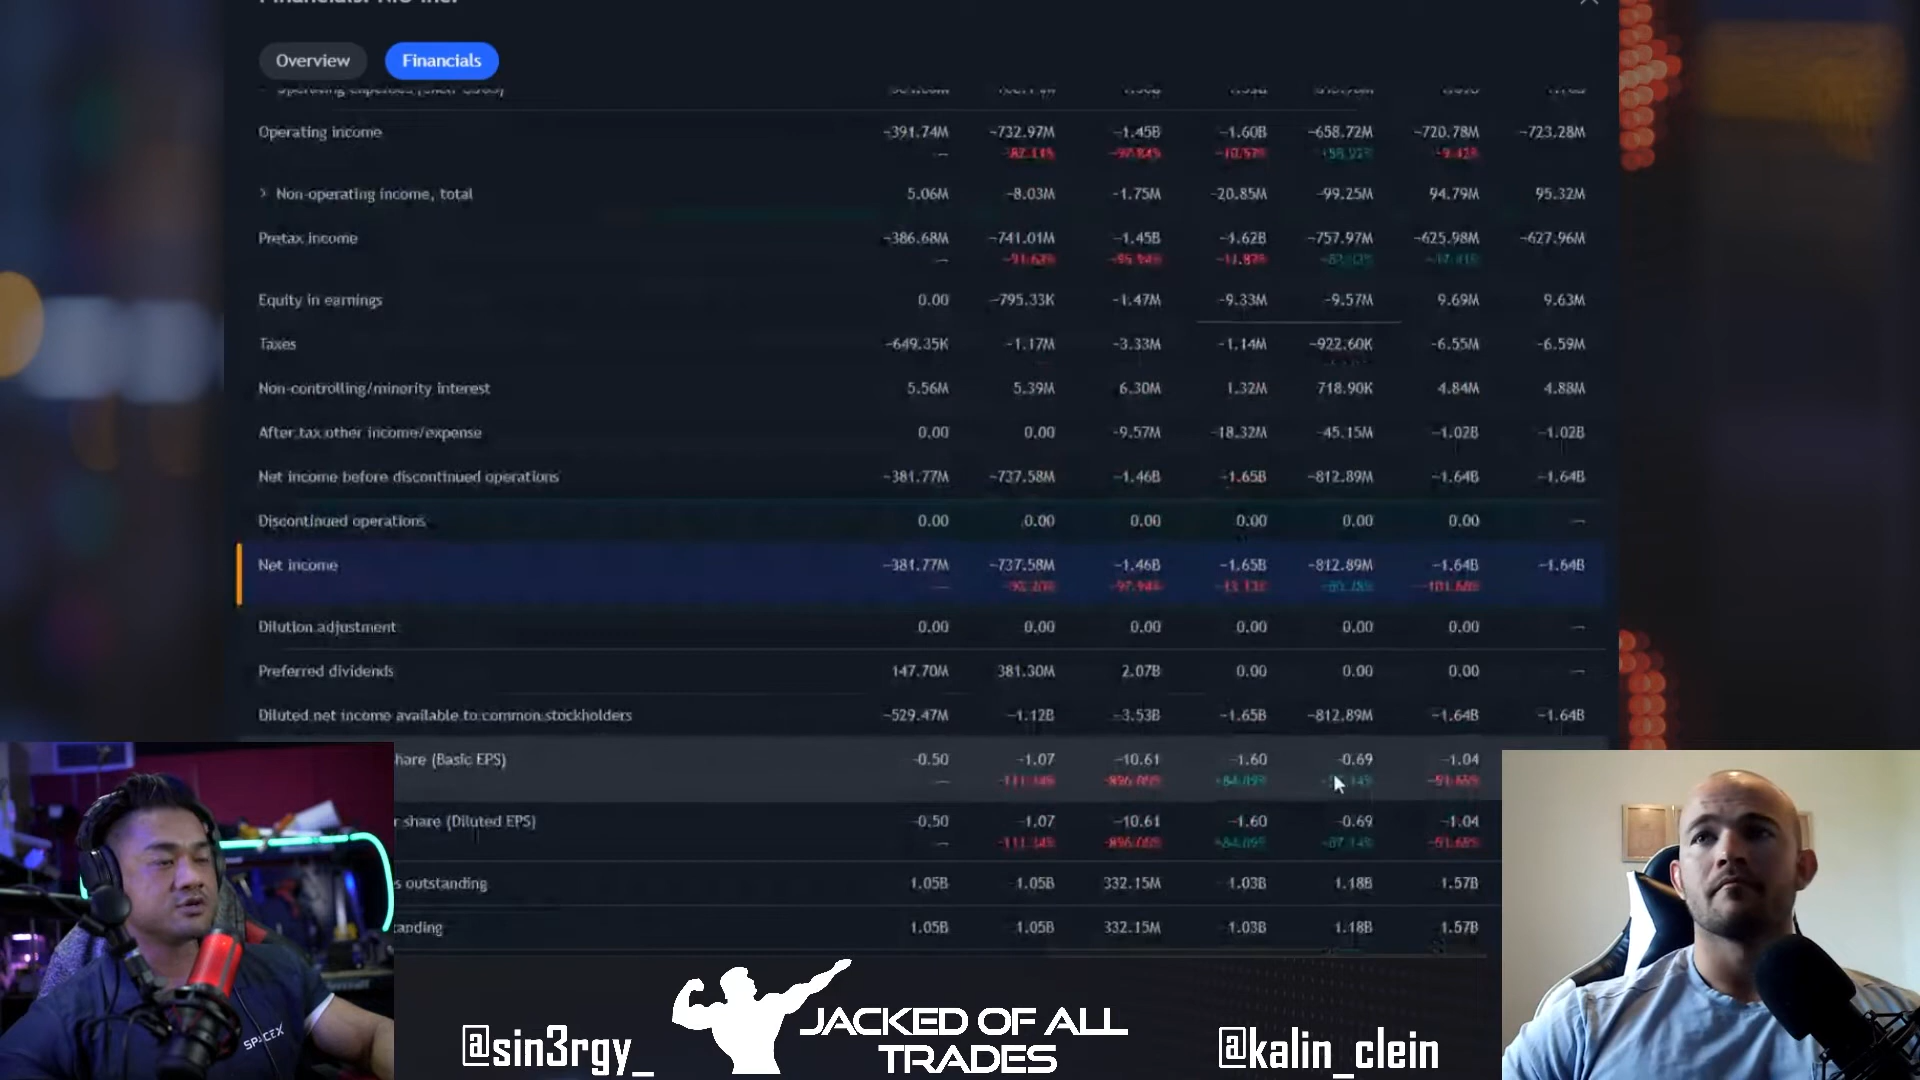 Overview Financials
Operating income -391.74M -732.97M -1.45B -1.60B -658.72M -720.78M -723.28M
— -9.42%
> Non-operating income, total 5.06M -8.03M -1.75M -20.85M -99.25M 94.79M 95.32M
Pretax income -386.68M -741.01M -1.45B -1.62B -757.97M -625.98M -627.96M
— -91.63% -95.94% -11.87%
Equity in earnings 0.00 -795.33K -1.47M -9.33M -9.57M 9.69M 9.63M
Taxes -649.35K -1.17M -3.33M -1.14M -922.60K -6.55M -6.59M
Non-controlling/minority interest 5.56M 5.39M 6.30M 1.32M 718.90K 4.84M 4.88M
After tax other income/expense 0.00 0.00 -9.57M -18.32M -45.15M -1.02B -1.02B
Net income before discontinued operations -381.77M -737.58M -1.46B -1.65B -812.89M -1.64B -1.64B
Discontinued operations 0.00 0.00 0.00 0.00 0.00 0.00 —
Net income -381.77M -737.58M -1.46B -1.65B -812.89M -1.64B -1.64B
Dilution adjustment 0.00 0.00 0.00 0.00 0.00 0.00 —
Preferred dividends 147.70M 381.30M 2.07B 0.00 0.00 0.00 —
Diluted net income available to common stockholders -529.47M -1.12B -3.53B -1.65B -812.89M -1.64B -1.64B
hare (Basic EPS) -0.50 -1.07 -10.61 -1.60 -0.69 -1.04
r share (Diluted EPS) -0.50 -1.07 -10.61 -1.60 -0.69 -1.04
s outstanding 1.05B 1.05B 332.15M 1.03B 1.18B 1.57B
anding 1.05B 1.05B 332.15M 1.03B 1.18B 1.57B
SPACEX
@sin3rgy_
JACKED OF ALL
TRADES
@kalin_clein